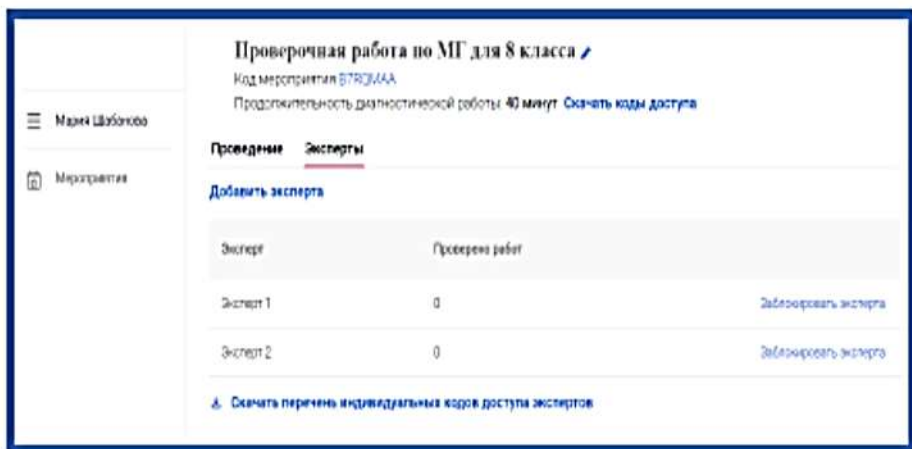 Проверочная работа по МГ для 8 класса
Код мероприятия B7RQMAA
Продолжительность диагностической работы: 40 минут Скачать коды доступа
Мария Шабанова
Проведение Эксперты
Мероприятия
Добавить эксперта
Эксперт Проверено работ
Эксперт 1 0 Заблокировать эксперта
Эксперт 2 0 Заблокировать эксперта
Скачать перечень индивидуальных кодов доступа экспертов